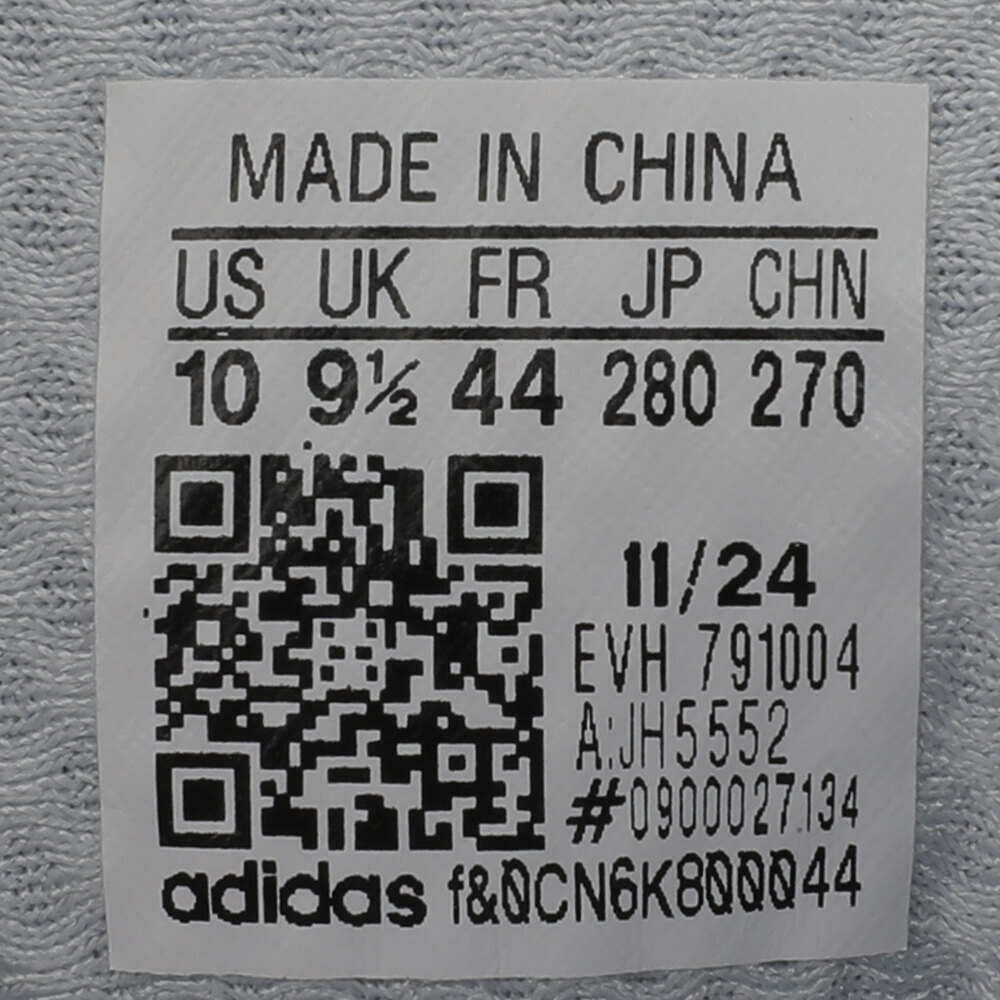 MADE IN CHINA
US UK FR JP CHN
10 9½ 44 280 270
11/24
EVH 791004
A:JH5552
#0900027134
adidas f&0CN6K8000044